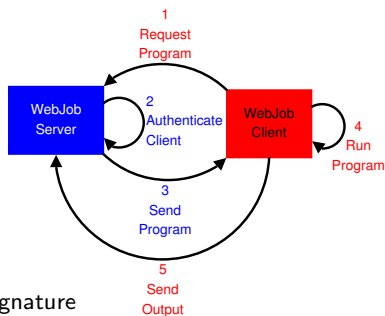 1
Request
Program
WebJob
Server
2
Authenticate
Client
WebJob
Client
4
Run
Program
3
Send
Program
5
Send
Output
gnature